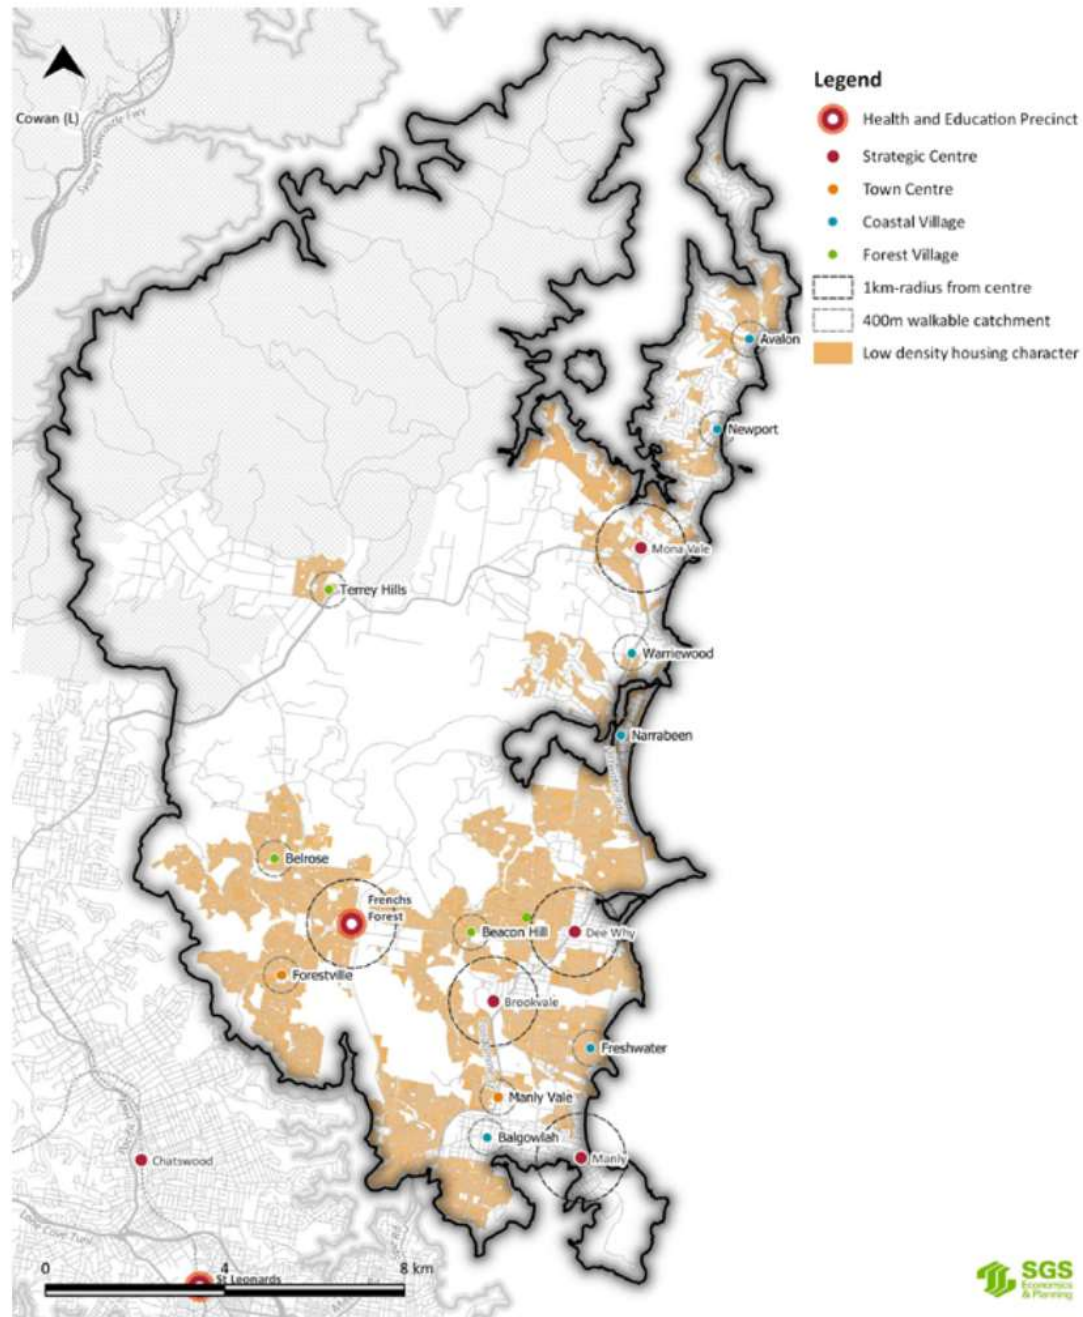 Cowan (L)
Sydney Newcastle Fwy
Legend
Health and Education Precinct
Strategic Centre
Town Centre
Coastal Village
Forest Village
1km-radius from centre
400m walkable catchment
Low density housing character
Avalon
Newport
Mona Vale
Terrey Hills
Warriewood
Narrabeen
Belrose
Frenchs
Forest
Beacon Hill
Dee Why
Forestville
Brookvale
Freshwater
Manly Vale
Balgowlah
Manly
Chatswood
St Leonards
0
4
8 km
SGS
Economics
& Planning